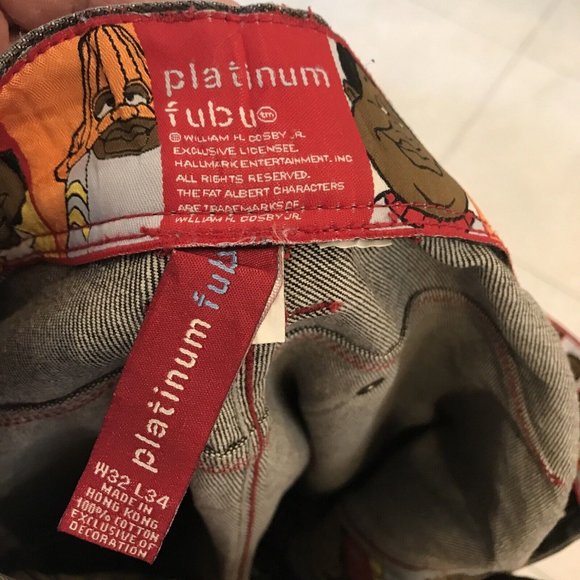 platinum
fubu tm
© WILLIAM H. COSBY JR.
EXCLUSIVE LICENSEE
HALLMARK ENTERTAINMENT, INC
ALL RIGHTS RESERVED.
THE FAT ALBERT CHARACTERS
ARE TRADEMARKS OF
WILLIAM H. COSBY JR.
platinum fubu
W32 L34
MADE IN
HONG KONG
100% COTTON
EXCLUSIVE OF
DECORATION